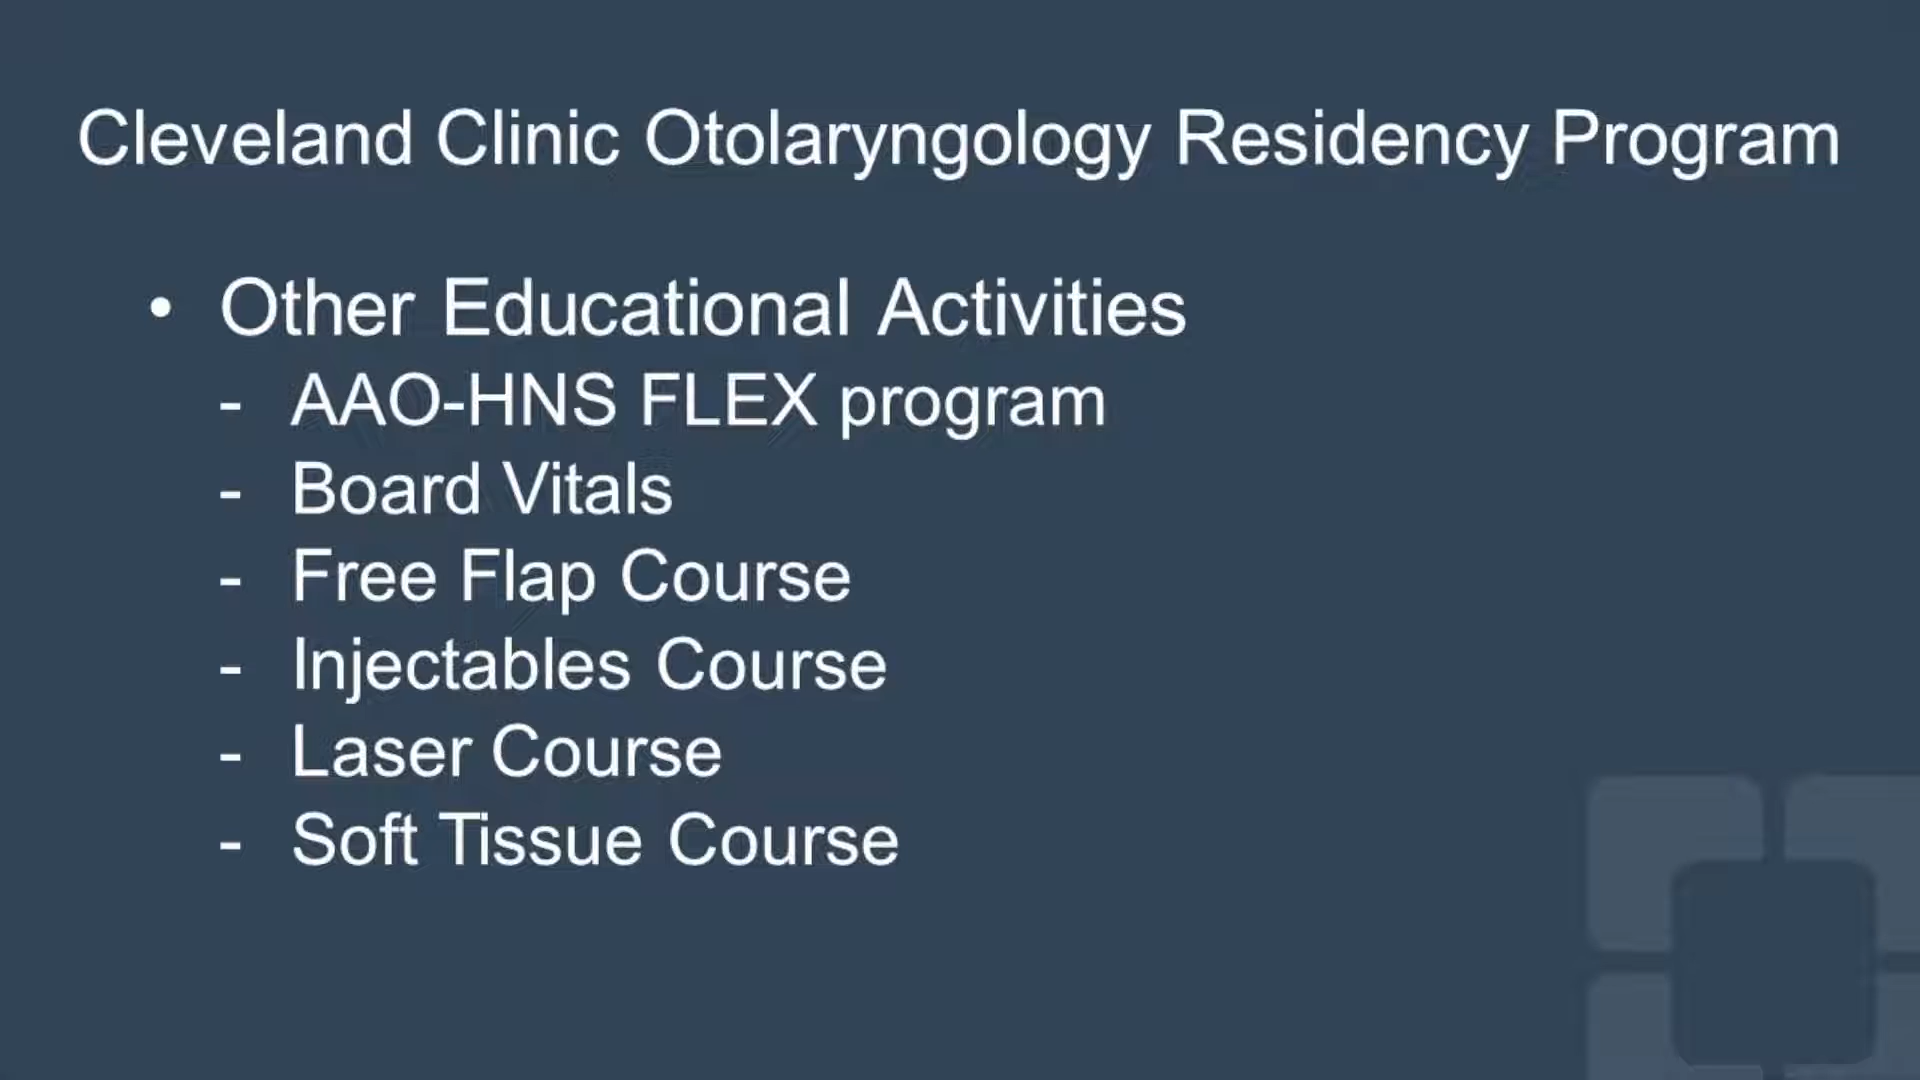 Cleveland Clinic Otolaryngology Residency Program
• Other Educational Activities
- AAO-HNS FLEX program
- Board Vitals
- Free Flap Course
- Injectables Course
- Laser Course
- Soft Tissue Course